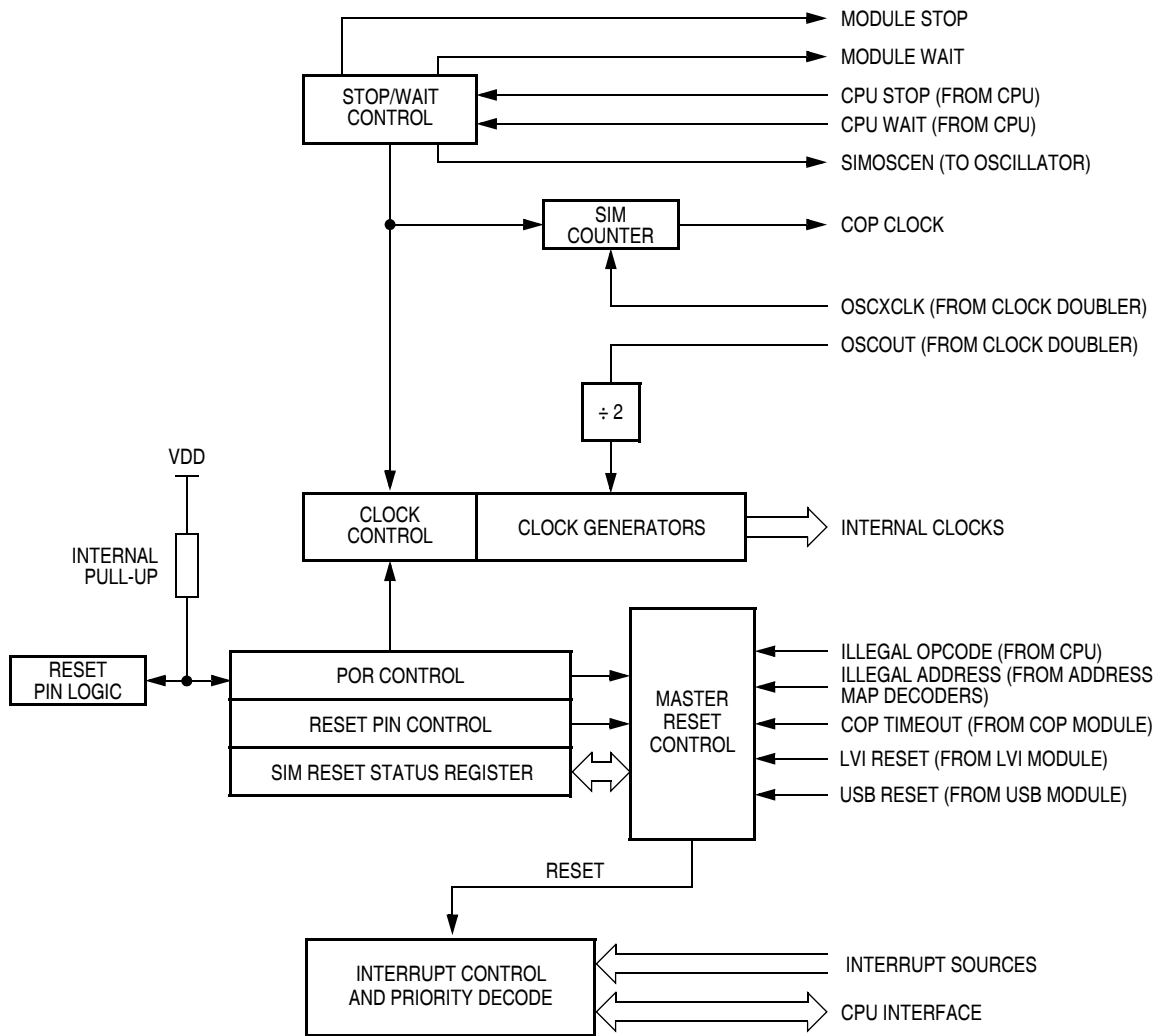 MODULE STOP
MODULE WAIT
STOP/WAIT
CONTROL
CPU STOP (FROM CPU)
CPU WAIT (FROM CPU)
SIMOSCEN (TO OSCILLATOR)
SIM
COUNTER
COP CLOCK
OSCXCLK (FROM CLOCK DOUBLER)
OSCOUT (FROM CLOCK DOUBLER)
÷ 2
VDD
CLOCK
CONTROL
CLOCK GENERATORS
INTERNAL CLOCKS
INTERNAL
PULL-UP
RESET
PIN LOGIC
POR CONTROL
RESET PIN CONTROL
SIM RESET STATUS REGISTER
MASTER
RESET
CONTROL
ILLEGAL OPCODE (FROM CPU)
ILLEGAL ADDRESS (FROM ADDRESS
MAP DECODERS)
COP TIMEOUT (FROM COP MODULE)
LVI RESET (FROM LVI MODULE)
USB RESET (FROM USB MODULE)
RESET
INTERRUPT CONTROL
AND PRIORITY DECODE
INTERRUPT SOURCES
CPU INTERFACE